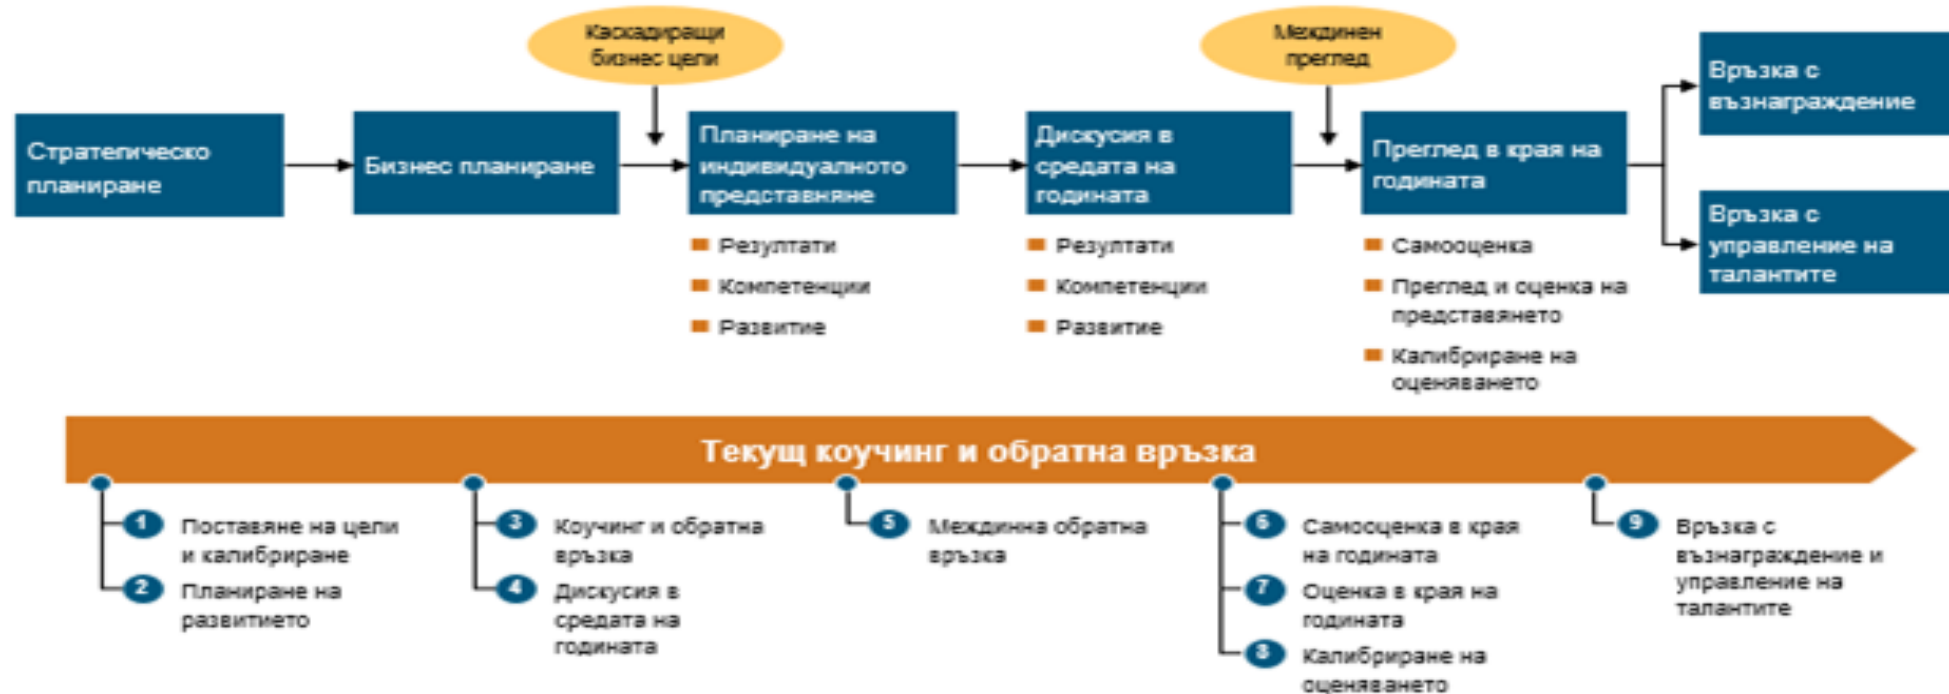 Каскадиращи
бизнес цели
Междинен
преглед
Стратегическо
планиране
Бизнес планиране
Планиране на
индивидуалното
представняне
Дискусия в
средата на
годината
Преглед в края на
годината
Връзка с
възнаграждение
Връзка с
управление на
талантите
Резултати
Компетенции
Развитие
Резултати
Компетенции
Развитие
Самооценка
Преглед и оценка на
представянето
Калибриране на
оценяването
Текущ коучинг и обратна връзка
1 Поставяне на цели
и калибриране
2 Планиране на
развитието
3 Коучинг и обратна
връзка
4 Дискусия в
средата на
годината
5 Междинна обратна
връзка
6 Самооценка в края
на годината
7 Оценка в края на
годината
8 Калибриране на
оценяването
9 Връзка с
възнаграждение и
управление на
талантите